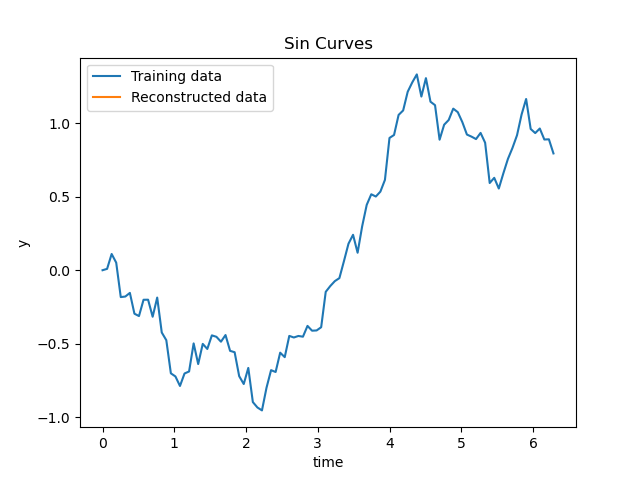 Sin Curves
Training data
Reconstructed data
1.0
0.5
0.0
−0.5
−1.0
y
0 1 2 3 4 5 6
time